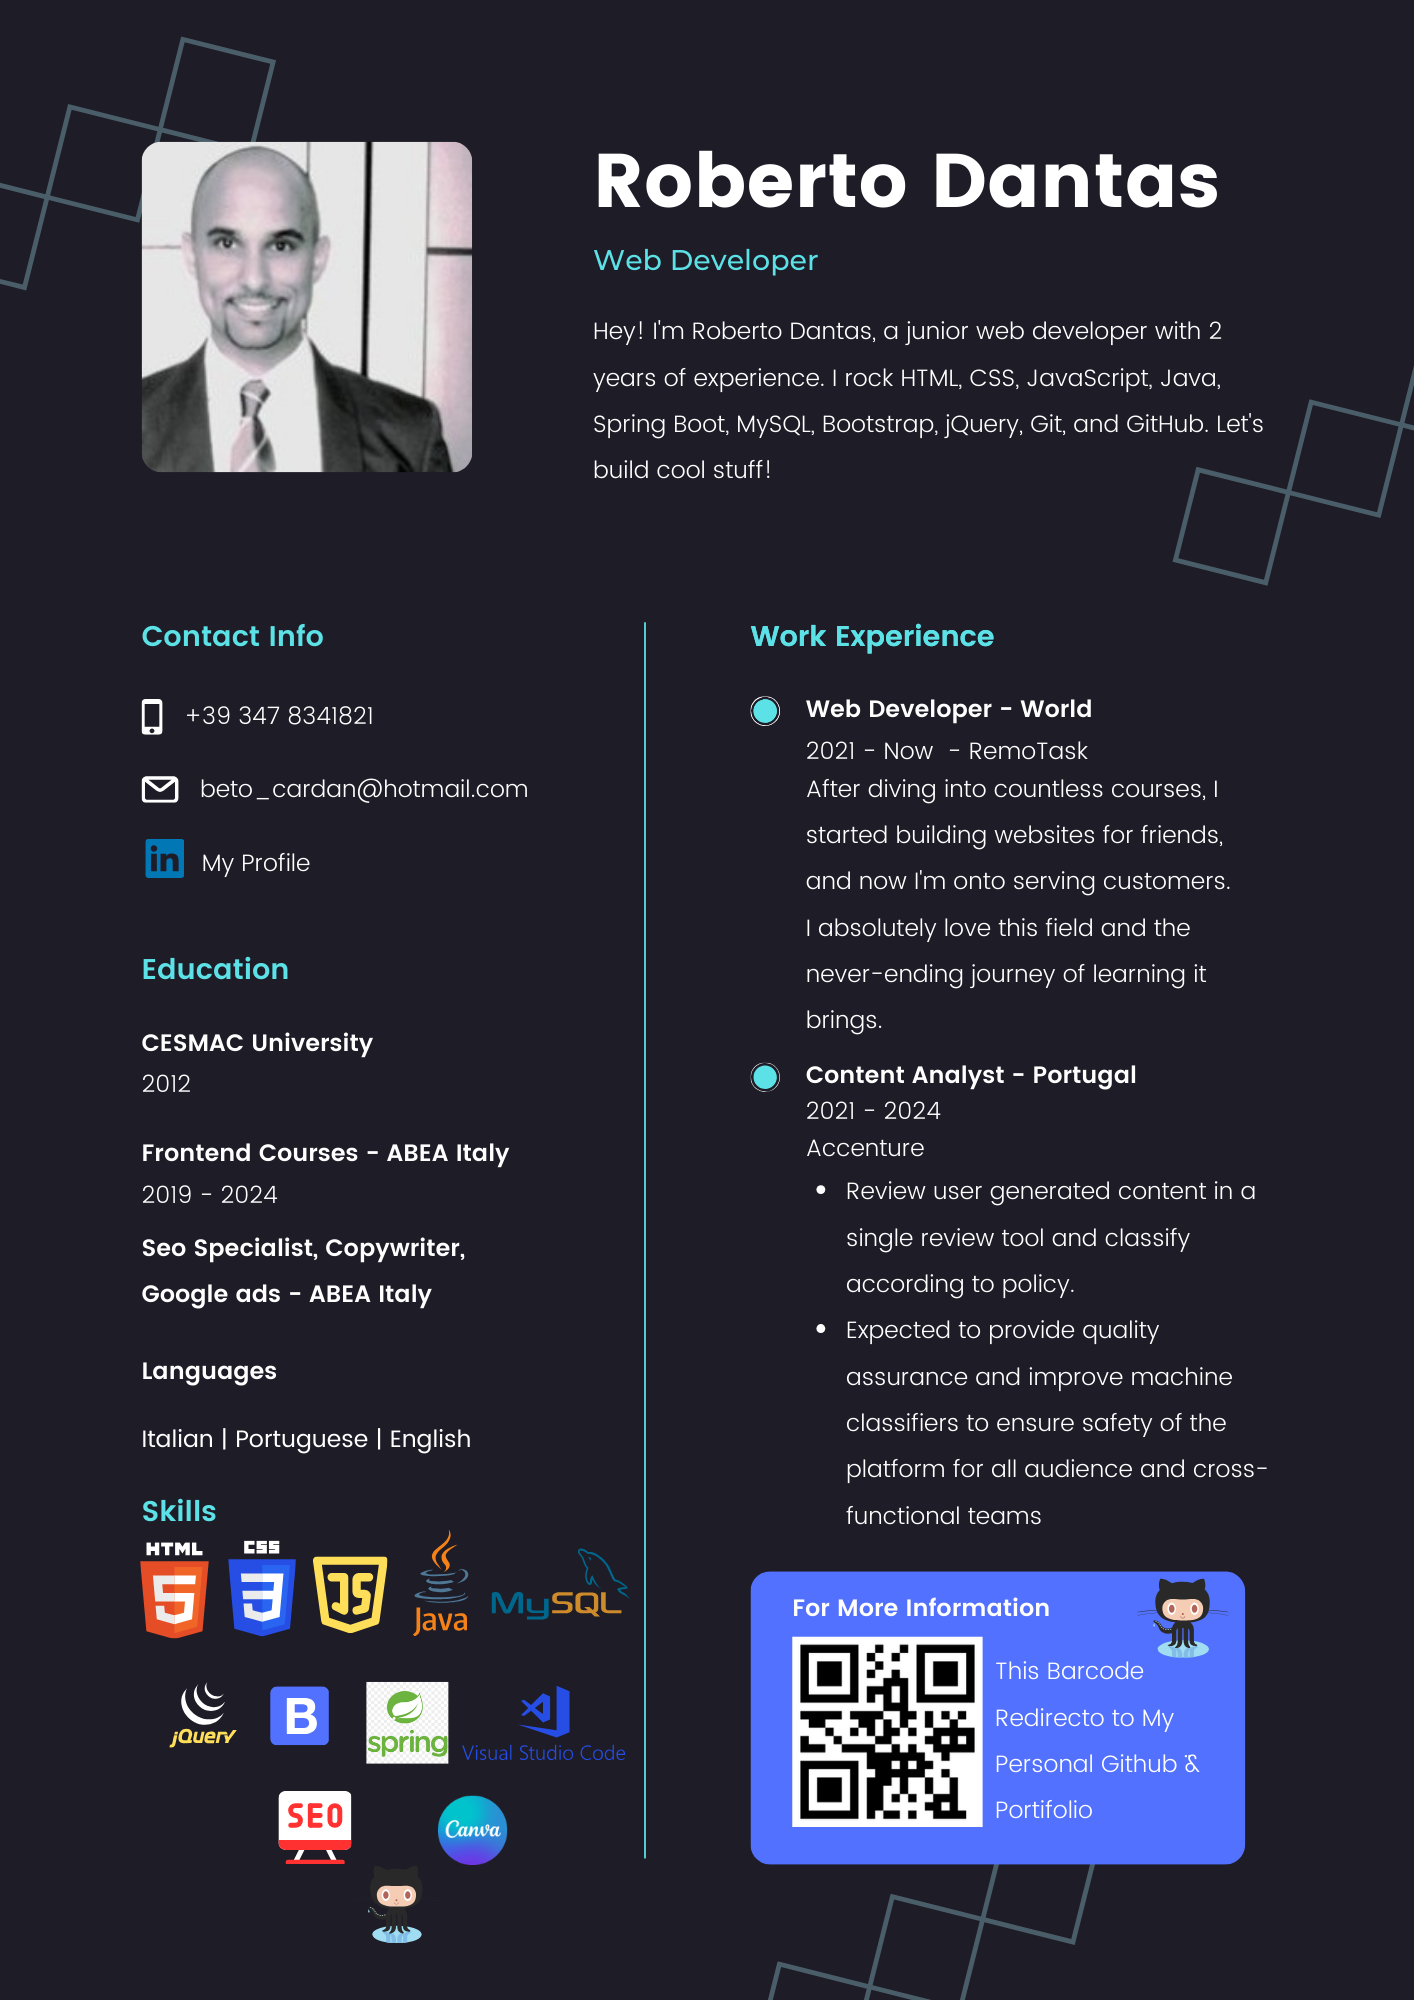 Roberto Dantas
Web Developer
Hey! I'm Roberto Dantas, a junior web developer with 2
years of experience. I rock HTML, CSS, JavaScript, Java,
Spring Boot, MySQL, Bootstrap, jQuery, Git, and GitHub. Let's
build cool stuff!
Contact Info
+39 347 8341821
beto_cardan@hotmail.com
in
My Profile
Education
CESMAC University
2012
Frontend Courses - ABEA Italy
2019 - 2024
Seo Specialist, Copywriter,
Google ads - ABEA Italy
Languages
Italian | Portuguese | English
Skills
HTML
5
CSS
3
JS
Java
MySQL
jQuery
B
spring
Visual Studio Code
SEO
Canva
Work Experience
Web Developer - World
2021 - Now - RemoTask
After diving into countless courses, I
started building websites for friends,
and now I'm onto serving customers.
I absolutely love this field and the
never-ending journey of learning it
brings.
Content Analyst - Portugal
2021 - 2024
Accenture
• Review user generated content in a
single review tool and classify
according to policy.
• Expected to provide quality
assurance and improve machine
classifiers to ensure safety of the
platform for all audience and cross-
functional teams
For More Information
This Barcode
Redirecto to My
Personal Github &
Portifolio